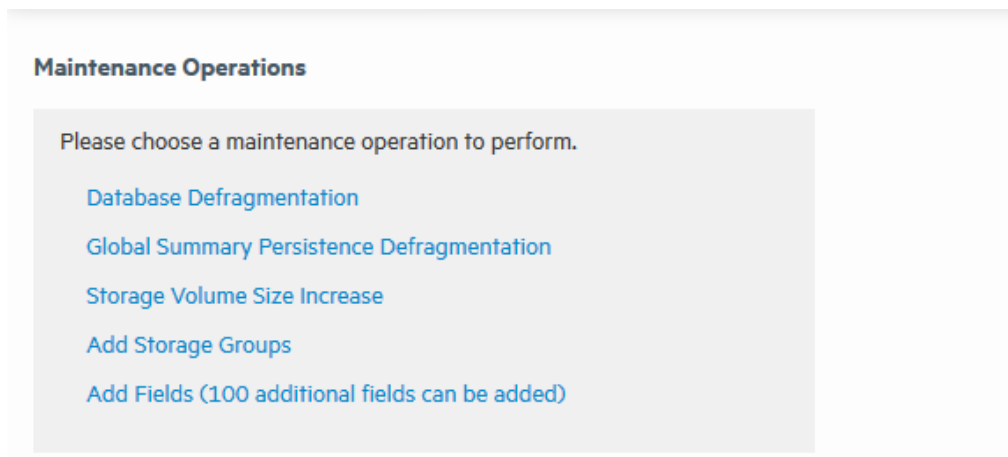 Maintenance Operations
Please choose a maintenance operation to perform.
Database Defragmentation
Global Summary Persistence Defragmentation
Storage Volume Size Increase
Add Storage Groups
Add Fields (100 additional fields can be added)